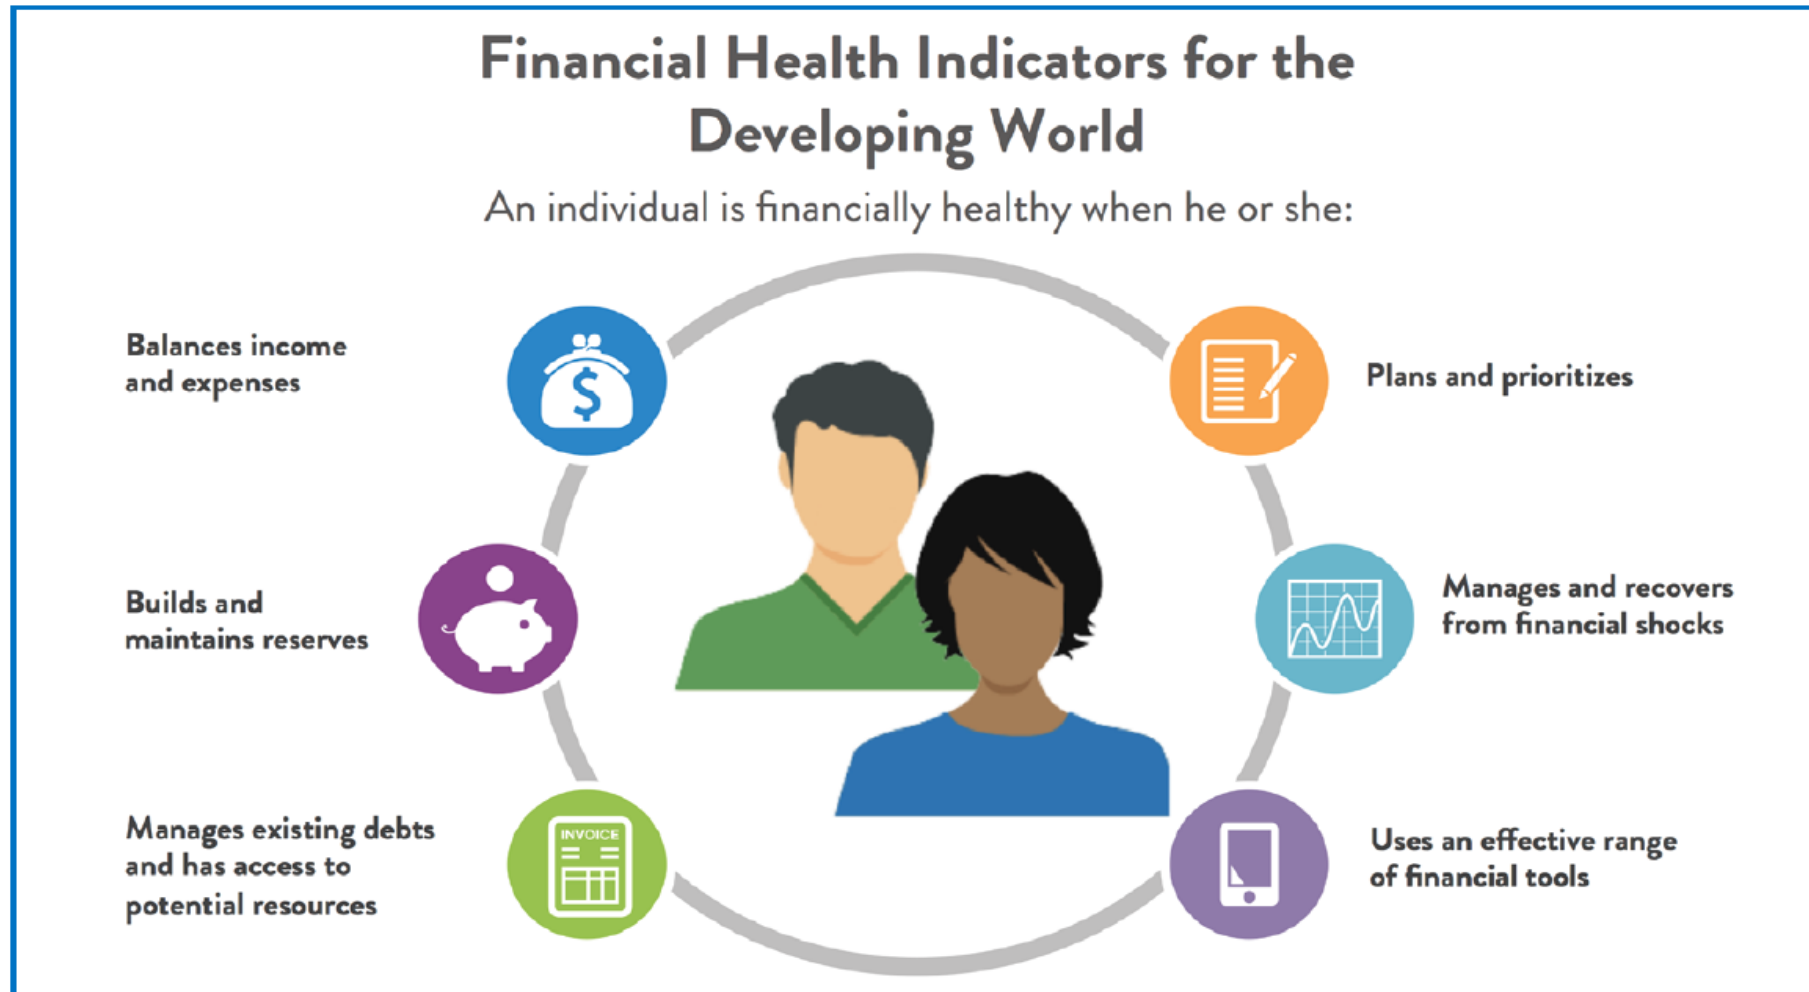 Financial Health Indicators for the
Developing World
An individual is financially healthy when he or she:
Balances income
and expenses
$
Plans and prioritizes
Builds and
maintains reserves
Manages and recovers
from financial shocks
Manages existing debts
and has access to
potential resources
INVOICE
Uses an effective range
of financial tools